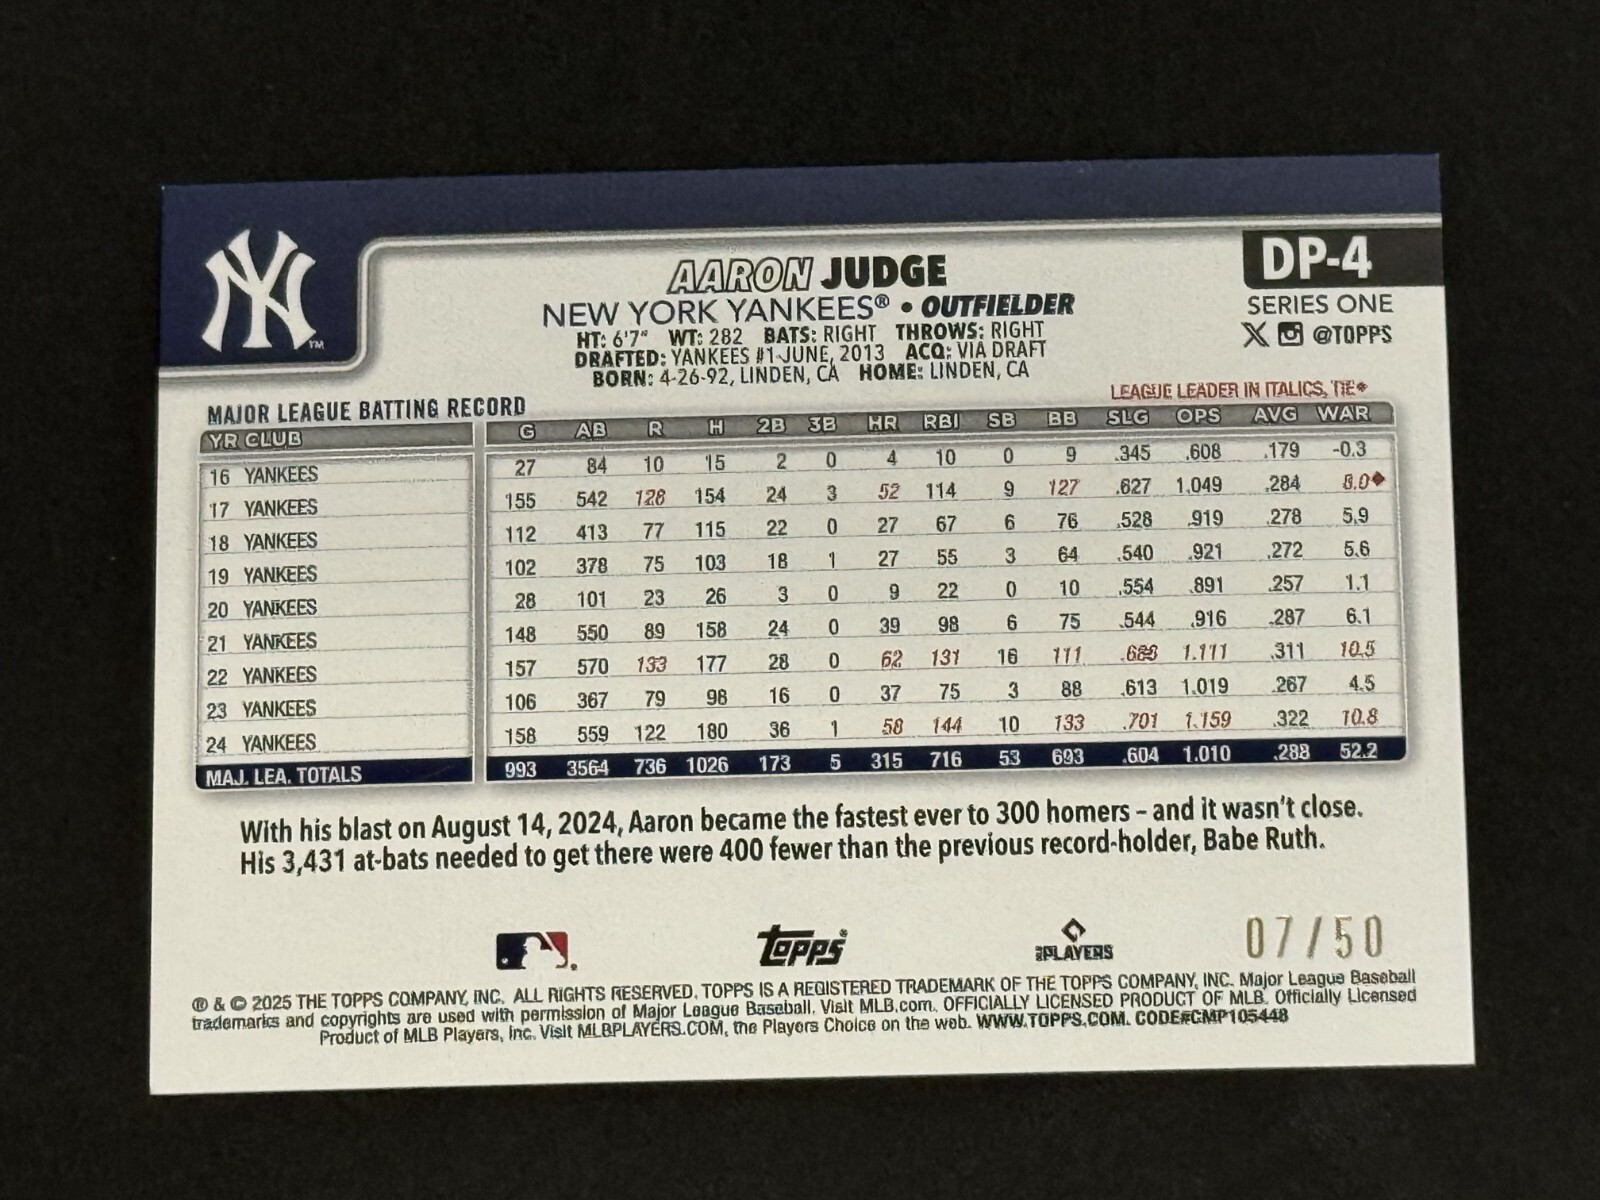 NY
TM
AARON JUDGE
NEW YORK YANKEES® • OUTFIELDER
HT: 6'7" WT: 282 BATS: RIGHT THROWS: RIGHT
DRAFTED: YANKEES #1-JUNE, 2013 ACQ: VIA DRAFT
BORN: 4-26-92, LINDEN, CA HOME: LINDEN, CA
DP-4
SERIES ONE
@TOPPS
MAJOR LEAGUE BATTING RECORD
LEAGUE LEADER IN ITALICS, TIE◆
YR CLUB G AB R H 2B 3B HR RBI SB BB SLG OPS AVG WAR
16 YANKEES 27 84 10 15 2 0 4 10 0 9 .345 .608 .179 -0.3
17 YANKEES 155 542 128 154 24 3 52 114 9 127 .627 1.049 .284 8.0◆
18 YANKEES 112 413 77 115 22 0 27 67 6 76 .528 .919 .278 5.9
19 YANKEES 102 378 75 103 18 1 27 55 3 64 .540 .921 .272 5.6
20 YANKEES 28 101 23 26 3 0 9 22 0 10 .554 .891 .257 1.1
21 YANKEES 148 550 89 158 24 0 39 98 6 75 .544 .916 .287 6.1
22 YANKEES 157 570 133 177 28 0 62 131 16 111 .686 1.111 .311 10.5
23 YANKEES 106 367 79 98 16 0 37 75 3 88 .613 1.019 .267 4.5
24 YANKEES 158 559 122 180 36 1 58 144 10 133 .701 1.159 .322 10.8
MAJ. LEA. TOTALS 993 3564 736 1026 173 5 315 716 53 693 .604 1.010 .288 52.2
With his blast on August 14, 2024, Aaron became the fastest ever to 300 homers – and it wasn't close.
His 3,431 at-bats needed to get there were 400 fewer than the previous record-holder, Babe Ruth.
topps®
MLB PLAYERS
07/50
® & © 2025 THE TOPPS COMPANY, INC. ALL RIGHTS RESERVED. TOPPS IS A REGISTERED TRADEMARK OF THE TOPPS COMPANY, INC. Major League Baseball
trademarks and copyrights are used with permission of Major League Baseball. Visit MLB.com. OFFICIALLY LICENSED PRODUCT OF MLB. Officially Licensed
Product of MLB Players, Inc. Visit MLBPLAYERS.COM, the Players Choice on the web. WWW.TOPPS.COM. CODE#CMP105448